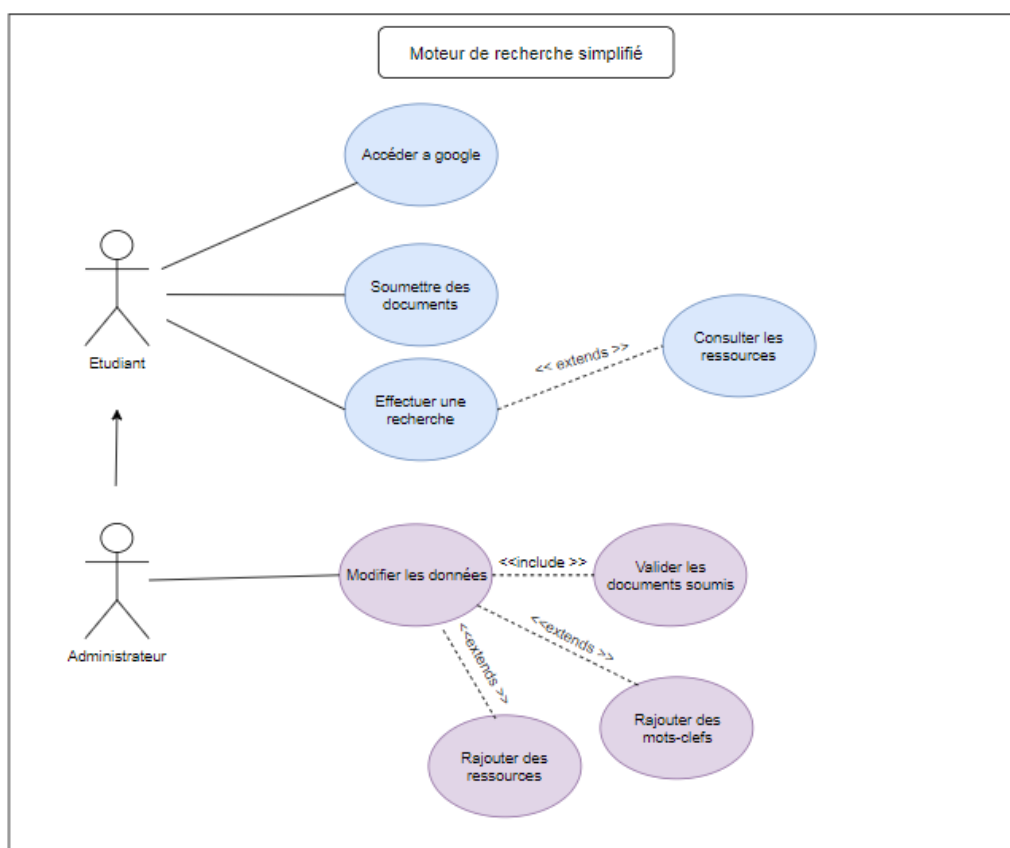 Moteur de recherche simplifié
Accéder a google
Soumettre des
documents
Consulter les
ressources
<< extends >>
Etudiant
Effectuer une
recherche
Modifier les données
<<include >>
Valider les
documents soumis
<<extends >>
<<extends >>
Administrateur
Rajouter des
mots-clefs
Rajouter des
ressources